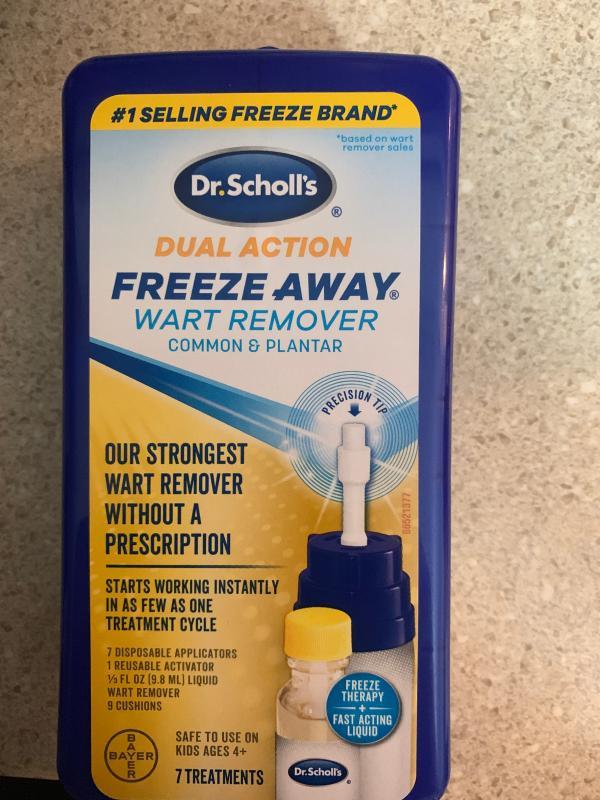 #1 SELLING FREEZE BRAND*
*based on wart
remover sales
Dr.Scholl's
®
DUAL ACTION
FREEZE AWAY®
WART REMOVER
COMMON & PLANTAR
PRECISION TIP
OUR STRONGEST
WART REMOVER
WITHOUT A
PRESCRIPTION
STARTS WORKING INSTANTLY
IN AS FEW AS ONE
TREATMENT CYCLE
7 DISPOSABLE APPLICATORS
1 REUSABLE ACTIVATOR
⅓ FL OZ (9.8 ML) LIQUID
WART REMOVER
9 CUSHIONS
BAYER
BAYER
SAFE TO USE ON
KIDS AGES 4+
7 TREATMENTS
FREEZE
THERAPY
+
FAST ACTING
LIQUID
Dr.Scholl's